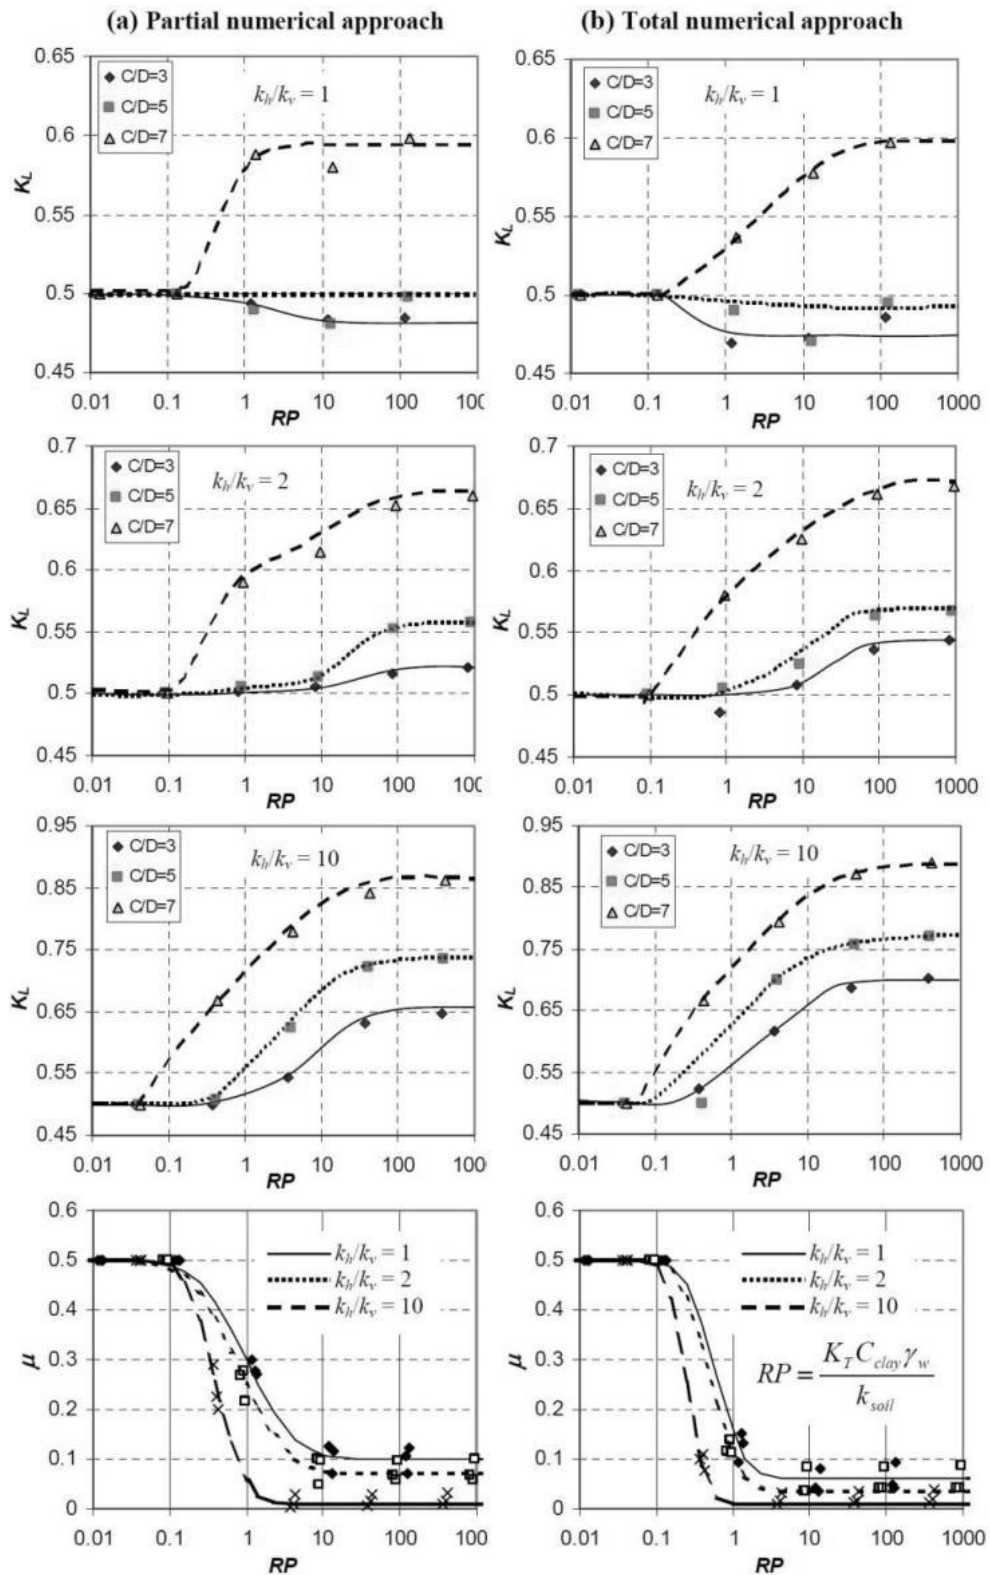 (a) Partial numerical approach
(b) Total numerical approach
0.65
0.6
0.55
0.5
0.45
K_L
C/D=3
C/D=5
C/D=7
k_h/k_v = 1
0.01 0.1 1 10 100 100(
RP
0.65
0.6
0.55
0.5
0.45
K_L
C/D=3
C/D=5
C/D=7
k_h/k_v = 1
0.01 0.1 1 10 100 1000
RP
0.7
0.65
0.6
0.55
0.5
0.45
K_L
C/D=3
C/D=5
C/D=7
k_h/k_v = 2
0.01 0.1 1 10 100 100(
RP
0.7
0.65
0.6
0.55
0.5
0.45
K_L
C/D=3
C/D=5
C/D=7
k_h/k_v = 2
0.01 0.1 1 10 100 1000
RP
0.95
0.85
0.75
0.65
0.55
0.45
K_L
C/D=3
C/D=5
C/D=7
k_h/k_v = 10
0.01 0.1 1 10 100 100(
RP
0.95
0.85
0.75
0.65
0.55
0.45
K_L
C/D=3
C/D=5
C/D=7
k_h/k_v = 10
0.01 0.1 1 10 100 1000
RP
0.6
0.5
0.4
0.3
0.2
0.1
0
μ
k_h/k_v = 1
k_h/k_v = 2
k_h/k_v = 10
0.01 0.1 1 10 100 1000
RP
0.6
0.5
0.4
0.3
0.2
0.1
0
μ
k_h/k_v = 1
k_h/k_v = 2
k_h/k_v = 10
RP = K_T C_clay γ_w / k_soil
0.01 0.1 1 10 100 1000
RP